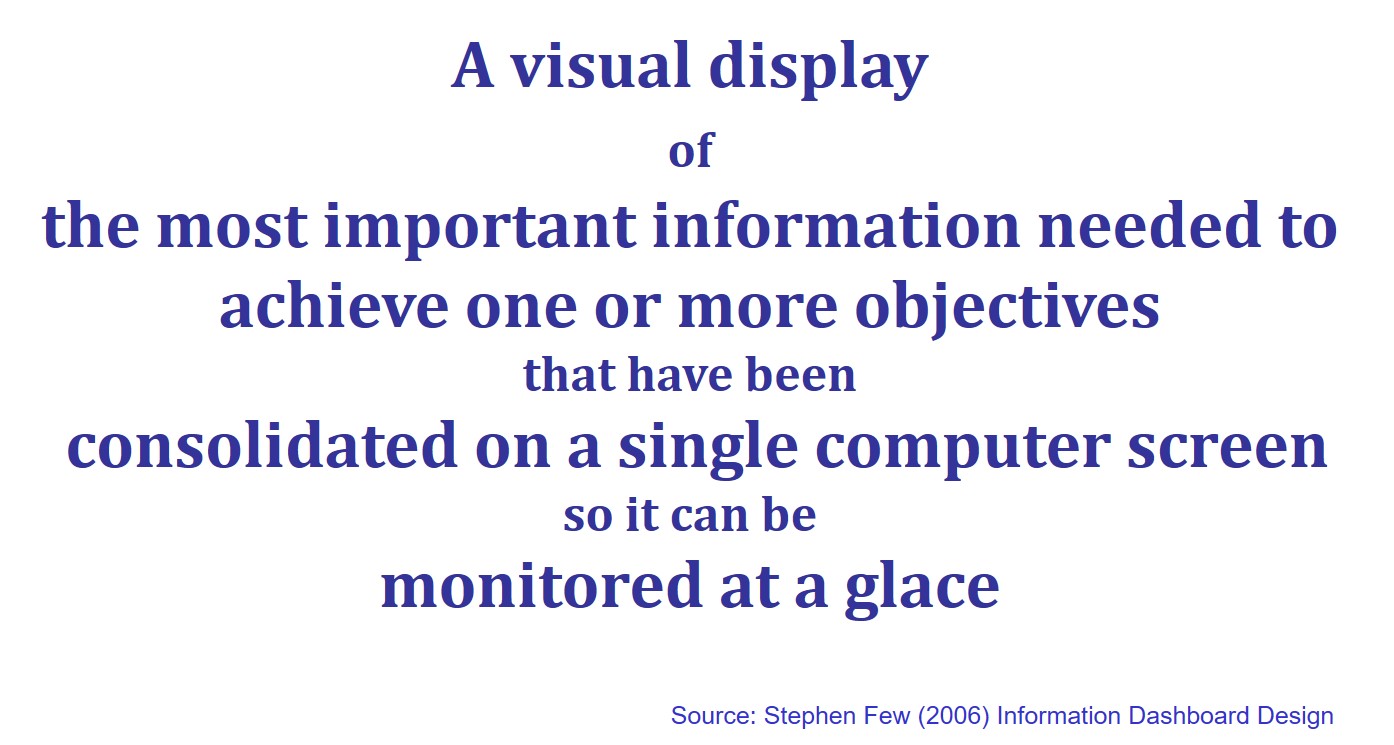 A visual display
of
the most important information needed to
achieve one or more objectives
that have been
consolidated on a single computer screen
so it can be
monitored at a glace
Source: Stephen Few (2006) Information Dashboard Design